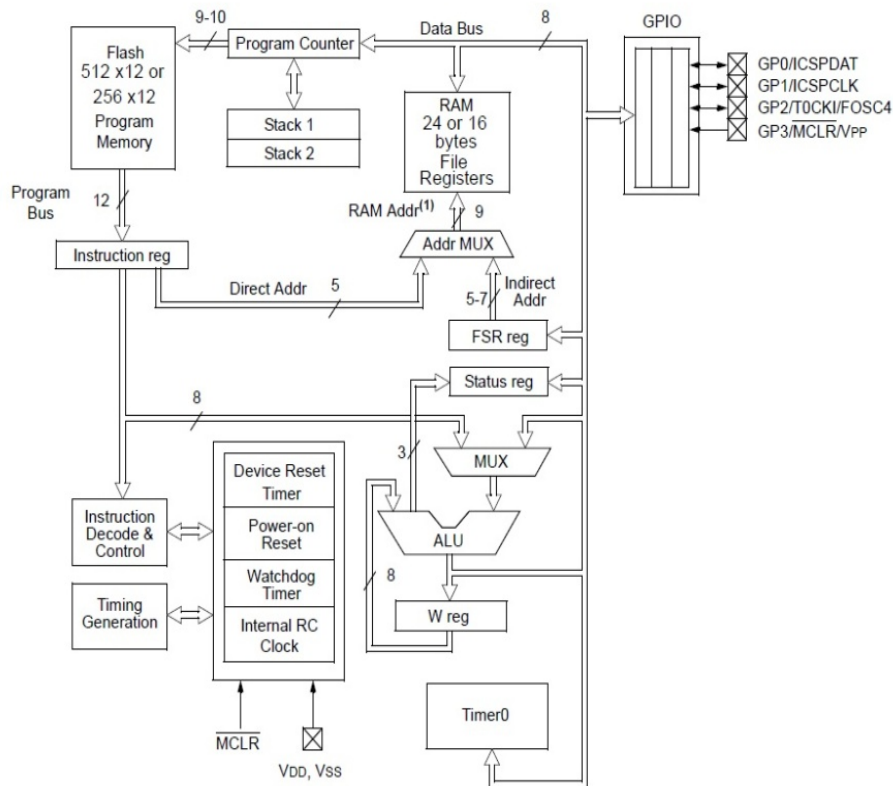 9-10
Data Bus
8
GPIO
Flash
512 x12 or
256 x12
Program
Memory
Program Counter
Stack 1
Stack 2
RAM
24 or 16
bytes
File
Registers
GP0/ICSPDAT
GP1/ICSPCLK
GP2/T0CKI/FOSC4
GP3/MCLR/VPP
Program
Bus
12
RAM Addr(1)
9
Addr MUX
Instruction reg
Direct Addr
5
5-7
Indirect
Addr
FSR reg
Status reg
8
3
MUX
Device Reset
Timer
Power-on
Reset
Watchdog
Timer
Internal RC
Clock
Instruction
Decode &
Control
Timing
Generation
ALU
8
W reg
Timer0
MCLR
VDD, VSS